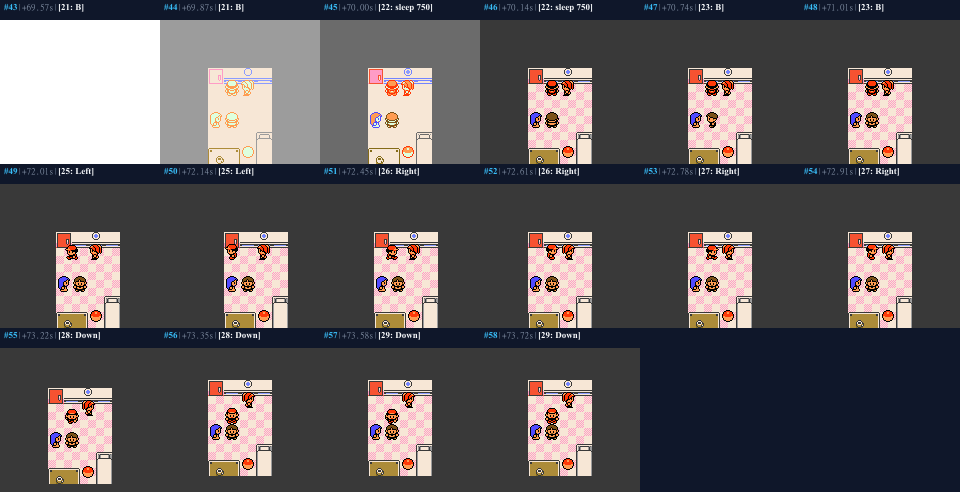 #43|+69.57s| [21: B]
#44|+69.87s| [21: B]
#45|+70.00s| [22: sleep 750]
#46|+70.14s| [22: sleep 750]
#47|+70.74s| [23: B]
#48|+71.01s| [23: B]
#49|+72.01s| [25: Left]
#50|+72.14s| [25: Left]
#51|+72.45s| [26: Right]
#52|+72.61s| [26: Right]
#53|+72.78s| [27: Right]
#54|+72.91s| [27: Right]
#55|+73.22s| [28: Down]
#56|+73.35s| [28: Down]
#57|+73.58s| [29: Down]
#58|+73.72s| [29: Down]